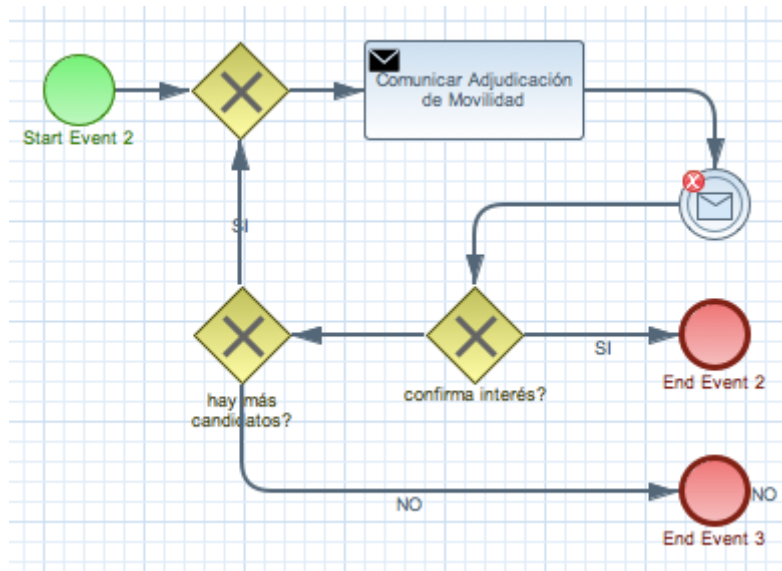 Comunicar Adjudicación
de Movilidad
Start Event 2
SI
SI
End Event 2
confirma interés?
hay más
candidatos?
NO
NO
End Event 3